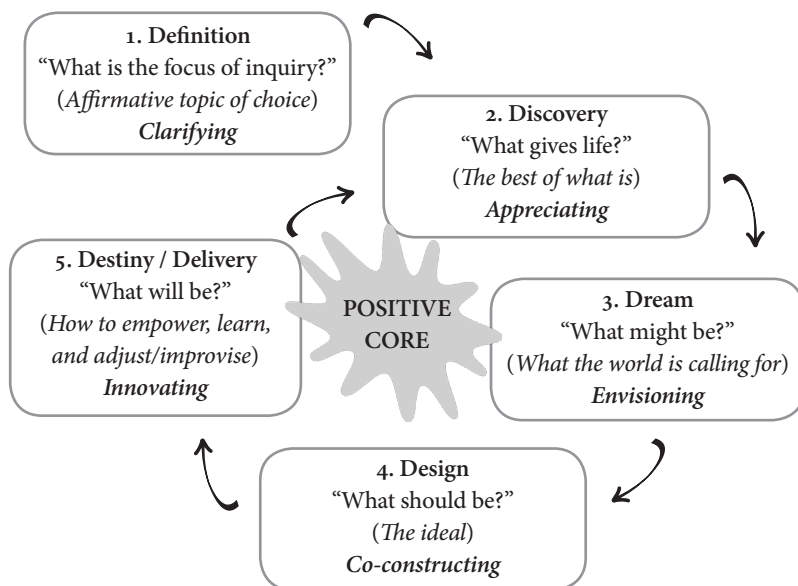 1. Definition
“What is the focus of inquiry?”
(Affirmative topic of choice)
Clarifying
2. Discovery
“What gives life?”
(The best of what is)
Appreciating
5. Destiny / Delivery
“What will be?”
(How to empower, learn,
and adjust/improvise)
Innovating
POSITIVE
CORE
3. Dream
“What might be?”
(What the world is calling for)
Envisioning
4. Design
“What should be?”
(The ideal)
Co-constructing